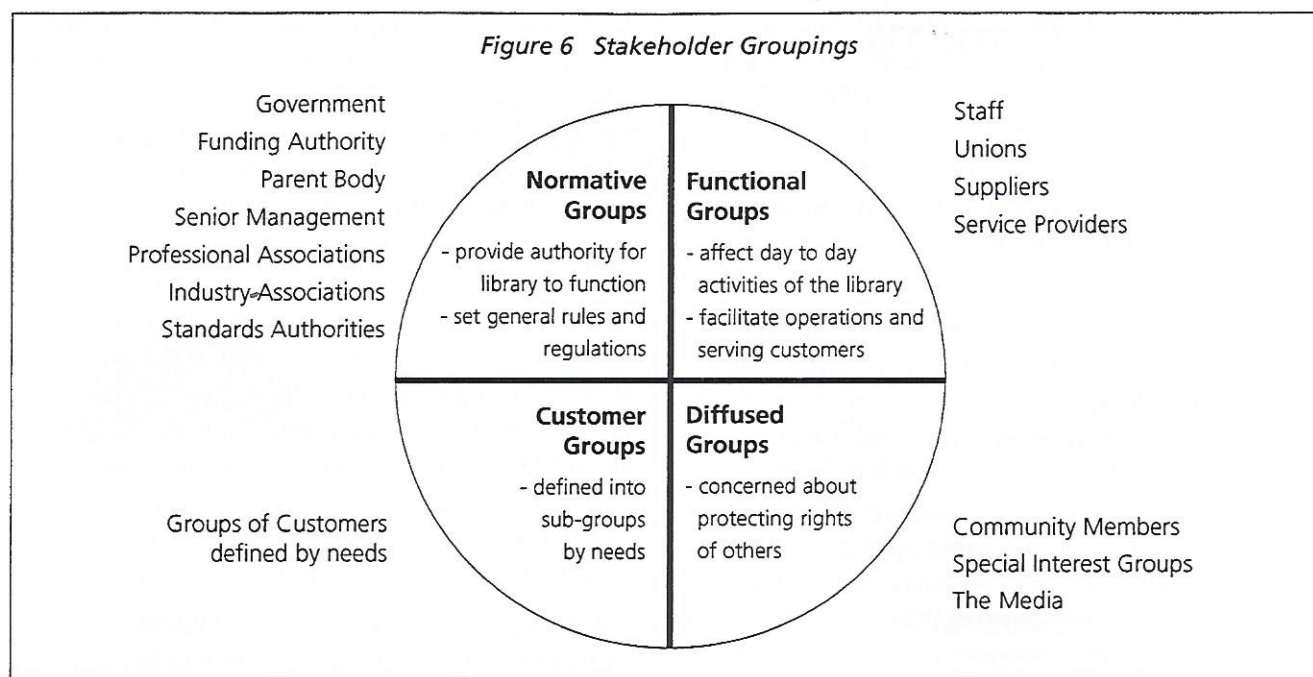 Figure 6 Stakeholder Groupings
Government
Funding Authority
Parent Body
Senior Management
Professional Associations
Industry-Associations
Standards Authorities
Normative
Groups
- provide authority for
library to function
- set general rules and
regulations
Functional
Groups
- affect day to day
activities of the library
- facilitate operations and
serving customers
Staff
Unions
Suppliers
Service Providers
Groups of Customers
defined by needs
Customer
Groups
- defined into
sub-groups
by needs
Diffused
Groups
- concerned about
protecting rights
of others
Community Members
Special Interest Groups
The Media